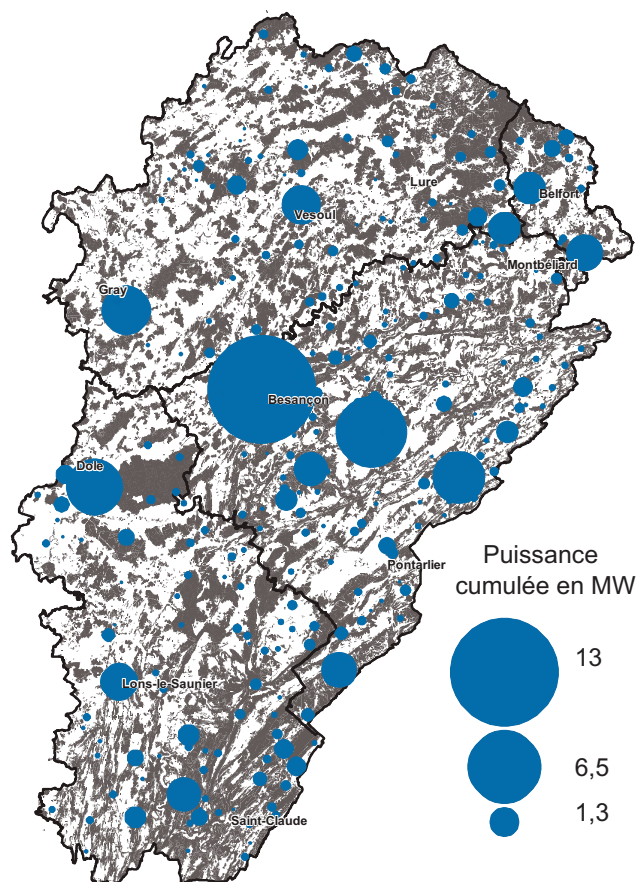 Lure
Belfort
Vesoul
Montbéliard
Gray
Besançon
Dole
Pontarlier
Puissance
cumulée en MW
13
Lons-le-Saunier
6,5
1,3
Saint-Claude